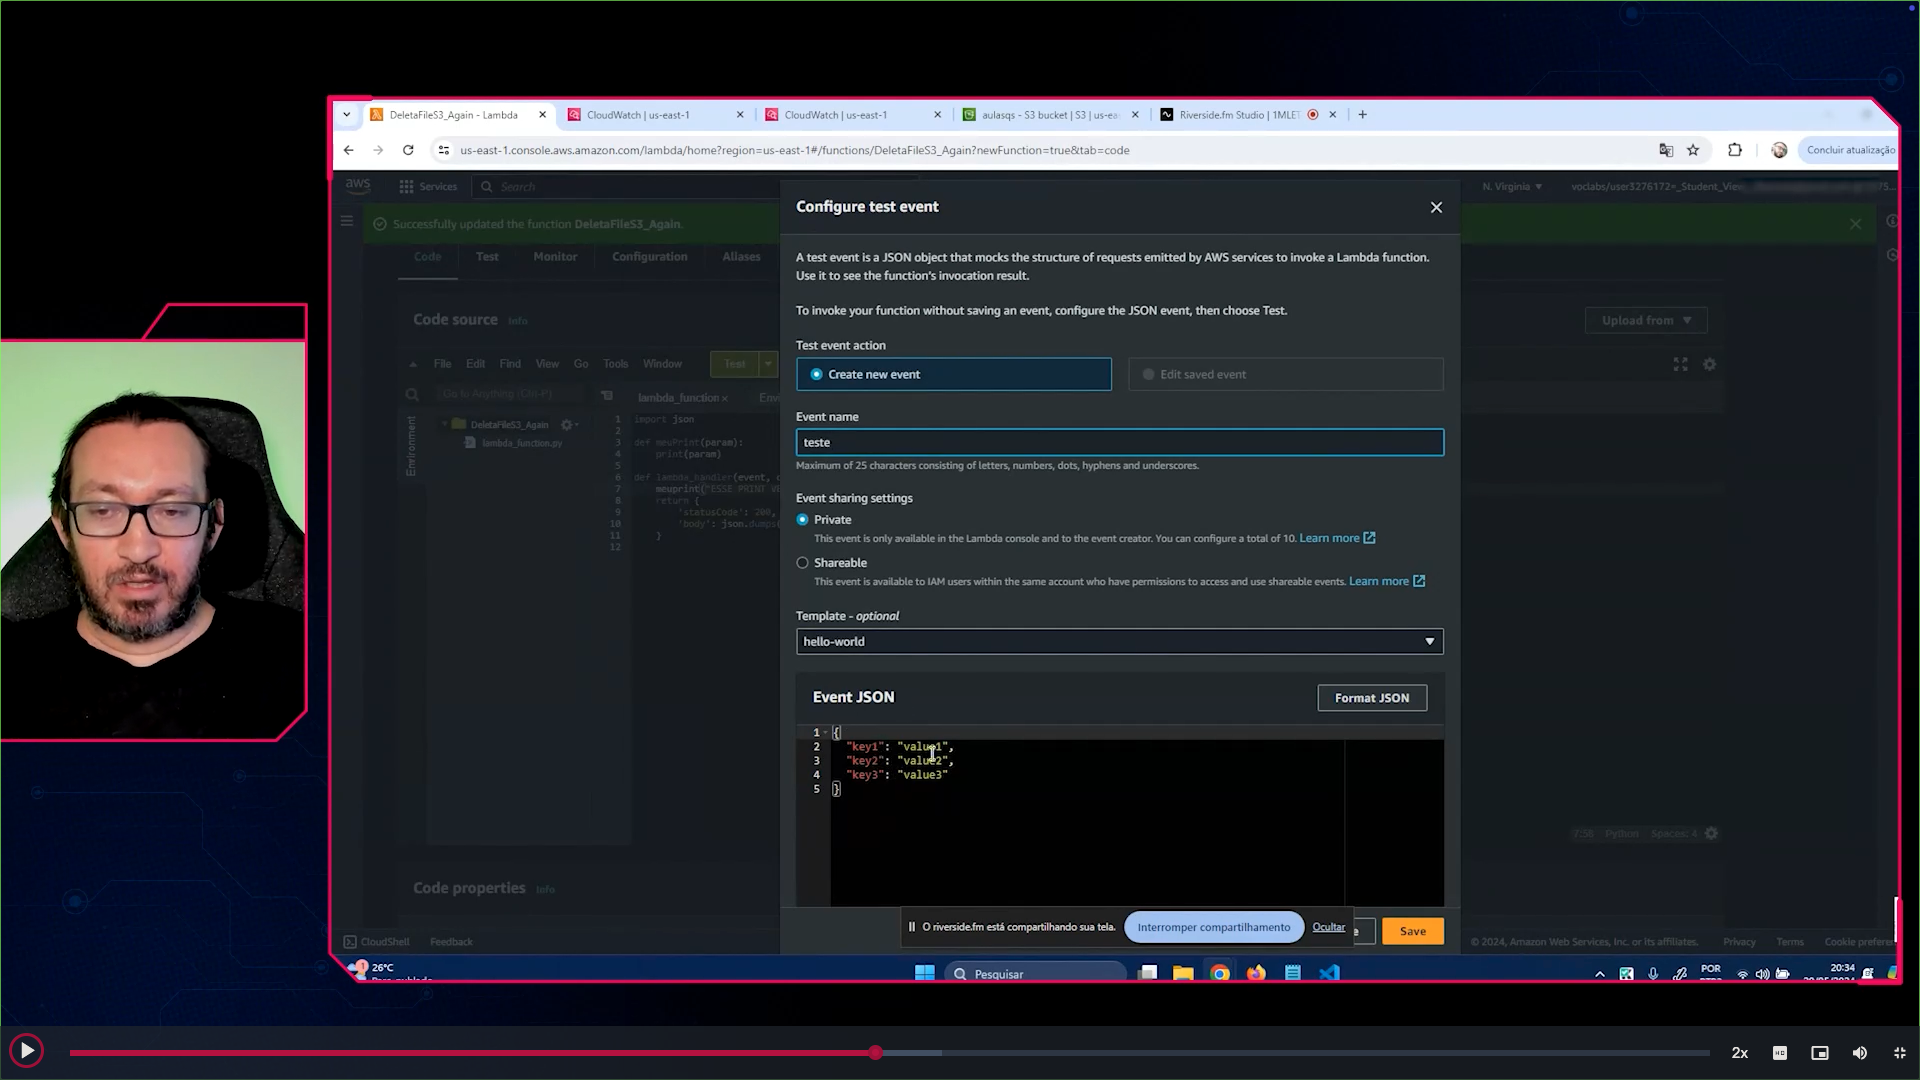 DeletaFileS3_Again - Lambda
CloudWatch | us-east-1
CloudWatch | us-east-1
aulasqs - S3 bucket | S3 | us-ea
Riverside.fm Studio | 1MLET
us-east-1.console.aws.amazon.com/lambda/home?region=us-east-1#/functions/DeletaFileS3_Again?newFunction=true&tab=code
Concluir atualização
aws
Services
Search
N. Virginia
voclabs/user3276172=_Student_Vie
Successfully updated the function DeletaFileS3_Again.
Code
Test
Monitor
Configuration
Aliases
Code source
Info
Upload from
File
Edit
Find
View
Go
Tools
Window
Test
Go to Anything (Ctrl-P)
lambda_function
Envi
Environment
DeletaFileS3_Again
lambda_function.py
1 import json
2
3 def meuPrint(param):
4 print(param)
5
6 def lambda_handler(event, c
7 meuprint("ESSE PRINT VE
8 return {
9 'statusCode': 200,
10 'body': json.dumps(
11 }
12
7:58 Python Spaces: 4
Code properties
Info
Configure test event
A test event is a JSON object that mocks the structure of requests emitted by AWS services to invoke a Lambda function.
Use it to see the function's invocation result.
To invoke your function without saving an event, configure the JSON event, then choose Test.
Test event action
Create new event
Edit saved event
Event name
teste
Maximum of 25 characters consisting of letters, numbers, dots, hyphens and underscores.
Event sharing settings
Private
This event is only available in the Lambda console and to the event creator. You can configure a total of 10. Learn more
Shareable
This event is available to IAM users within the same account who have permissions to access and use shareable events. Learn more
Template - optional
hello-world
Event JSON
Format JSON
1 {
2 "key1": "value1",
3 "key2": "value2",
4 "key3": "value3"
5 }
O riverside.fm está compartilhando sua tela.
Interromper compartilhamento
Ocultar
Save
CloudShell
Feedback
© 2024, Amazon Web Services, Inc. or its affiliates.
Privacy
Terms
Cookie prefere
1
26°C
Pesquisar
POR
20:34
2x
HD